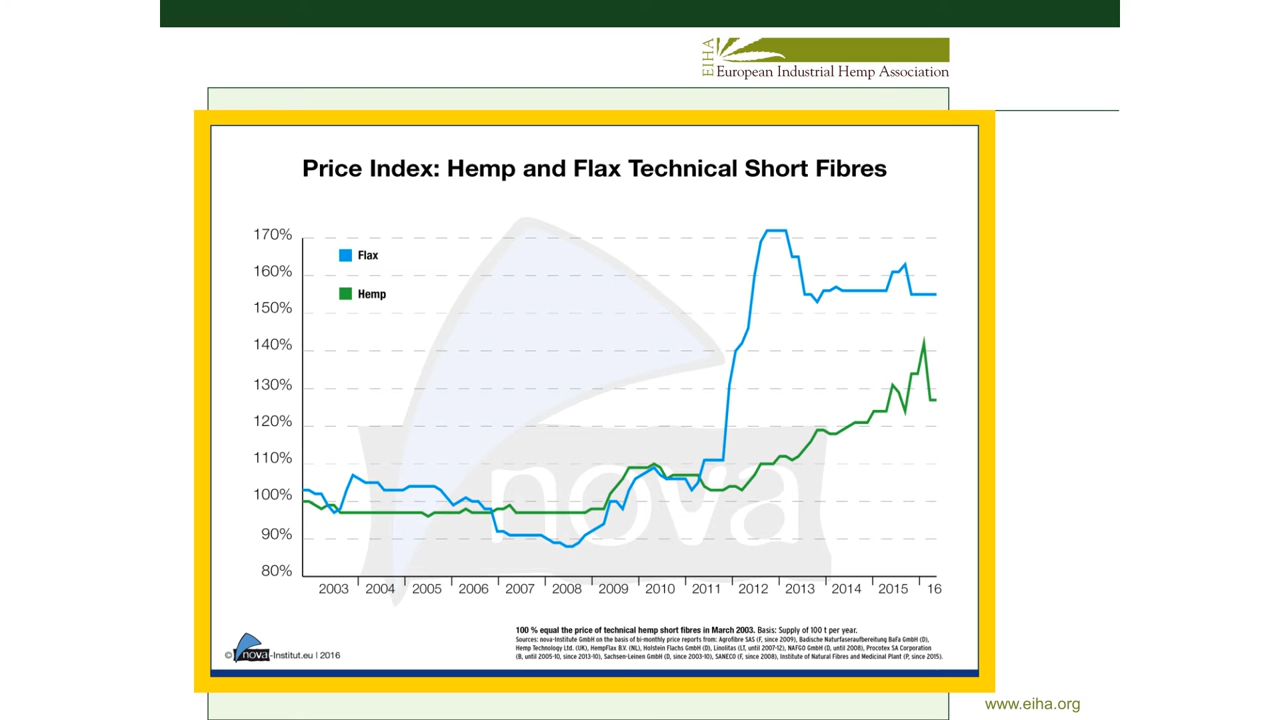 EIHA
European Industrial Hemp Association
Price Index: Hemp and Flax Technical Short Fibres
170%
160%
150%
140%
130%
120%
110%
100%
90%
80%
Flax
Hemp
nova
2003 2004 2005 2006 2007 2008 2009 2010 2011 2012 2013 2014 2015 16
100 % equal the price of technical hemp short fibres in March 2003. Basis: Supply of 100 t per year.
Sources: nova-Institute GmbH on the basis of bi-monthly price reports from: Agrofibre SAS (F, since 2009), Badische Naturfaseraufbereitung BaFa GmbH (D),
Hemp Technology Ltd. (UK), HempFlax B.V. (NL), Holstein Flachs GmbH (D), Linolitas (LT, until 2007-12), NAFGO GmbH (D, until 2008), Procotex SA Corporation
(B, until 2005-10, since 2013-10), Sachsen-Leinen GmbH (D, since 2003-10), SANECO (F, since 2008), Institute of Natural Fibres and Medicinal Plant (P, since 2015).
© nova-Institut.eu | 2016
www.eiha.org